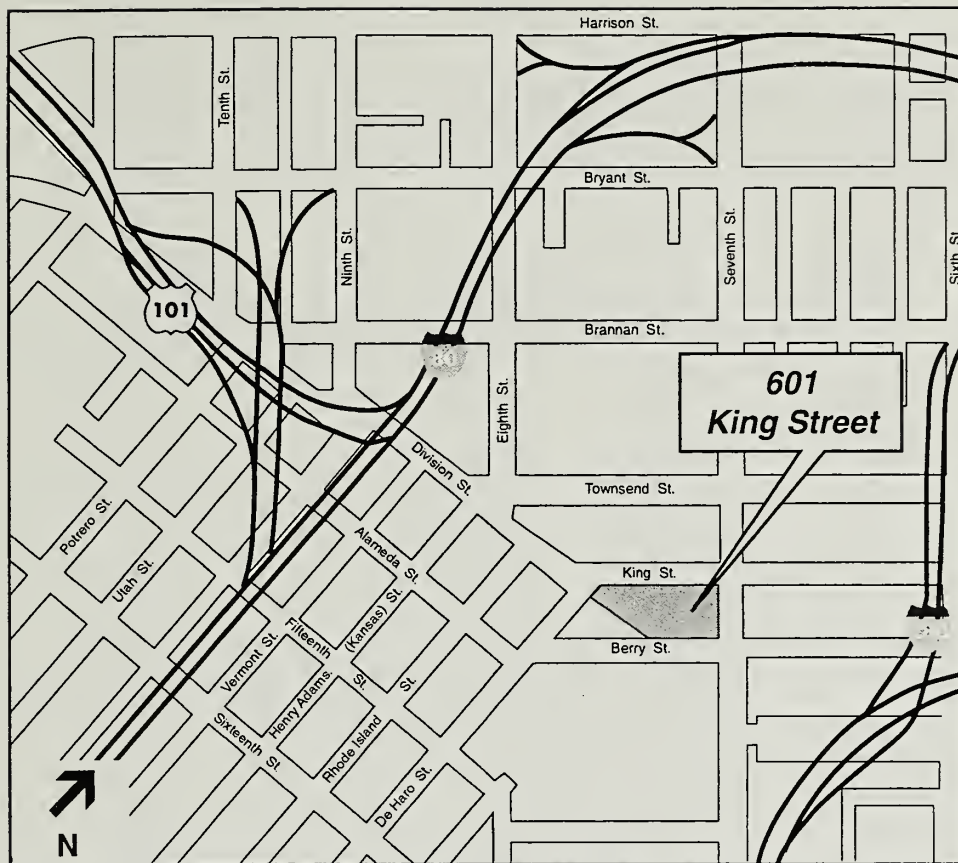 Harrison St.
Tenth St.
Bryant St.
Ninth St.
Seventh St.
Sixth St.
101
Brannan St.
80
601
King Street
Eighth St.
Division St.
Townsend St.
Potrero St.
Alameda St.
Utah St.
King St.
(Kansas) St.
Fifteenth St.
Berry St.
Vermont St.
Henry Adams.
St.
Sixteenth St.
Rhode Island
De Haro St.
N